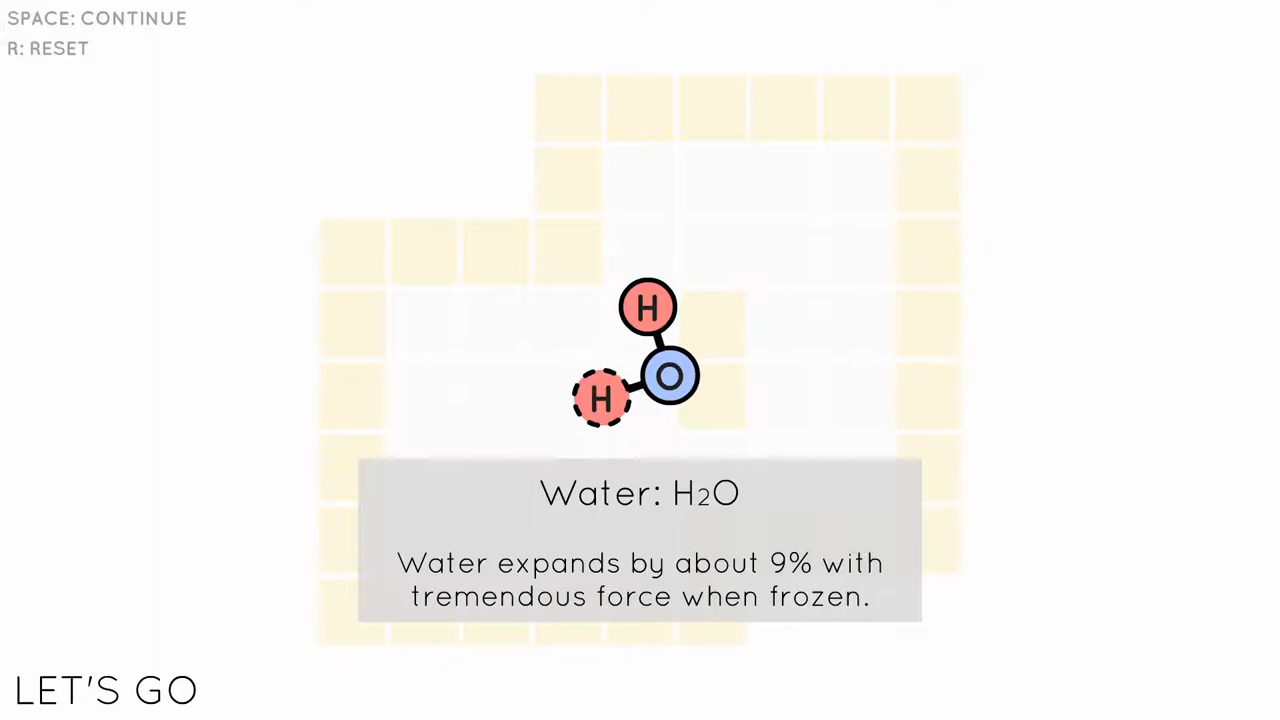 SPACE: CONTINUE
R: RESET
H
O
H
Water: H₂O
Water expands by about 9% with
tremendous force when frozen.
LET'S GO